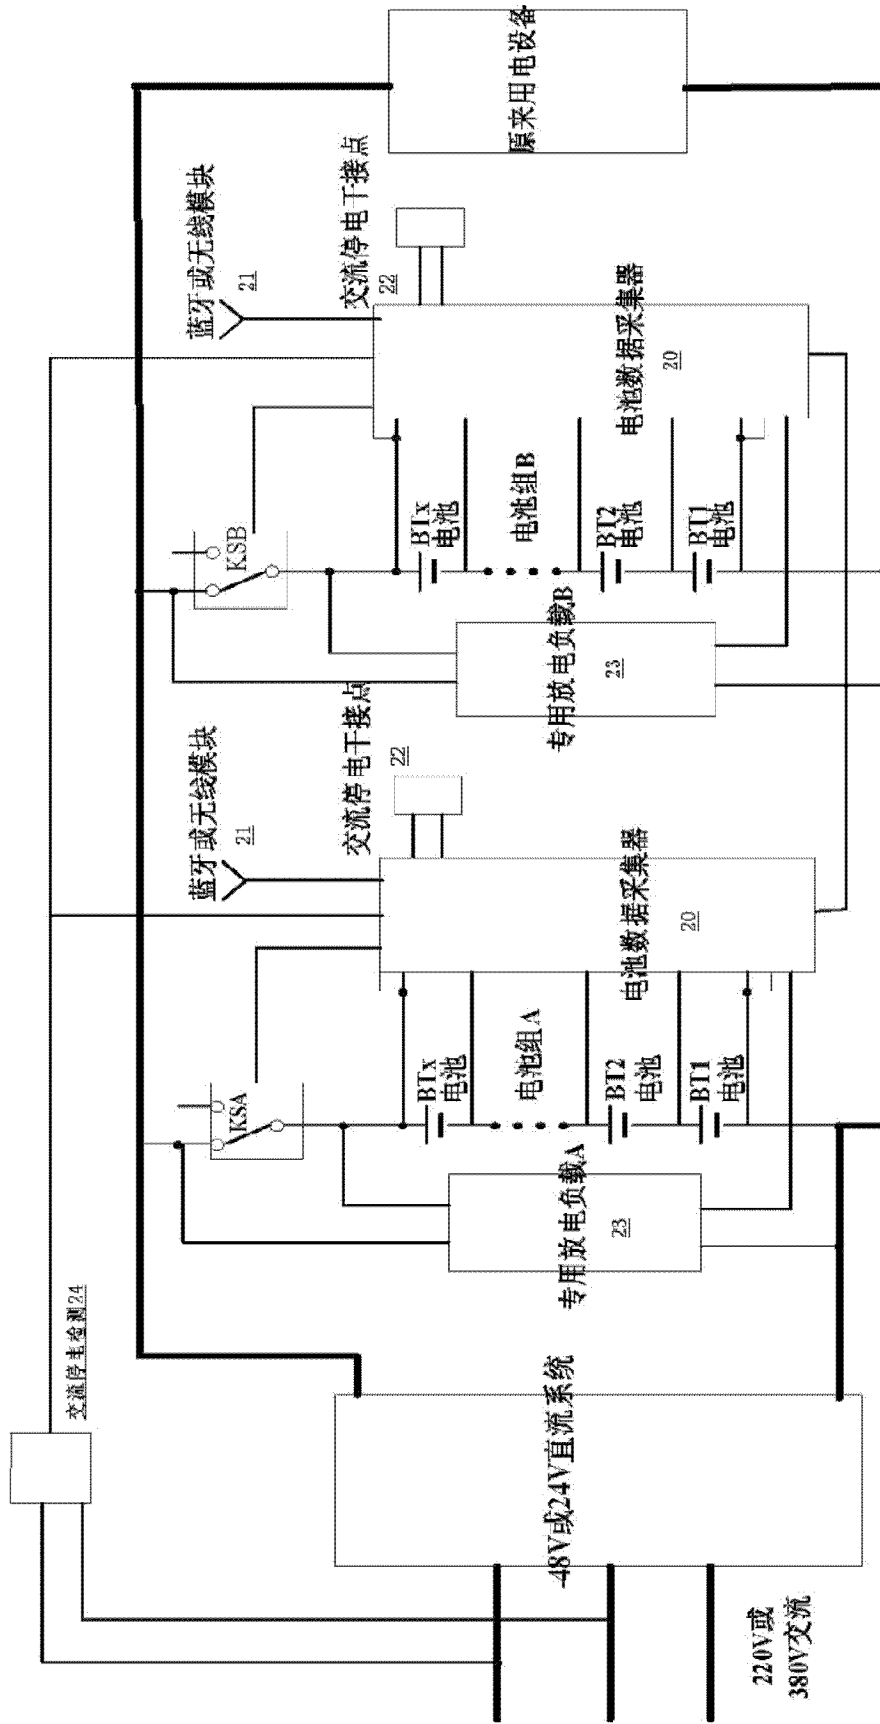 交流停电检测24
220V或
380V交流
-48V或24V直流系统
KSA
专用放电负载A
23
BTx
电池
电池组A
BT2
电池
BT1
电池
蓝牙或无线模块
21
交流停电干接点
22
电池数据采集器
20
KSB
专用放电负载B
23
BTx
电池
电池组B
BT2
电池
BT1
电池
蓝牙或无线模块
21
交流停电干接点
22
电池数据采集器
20
原来用电设备